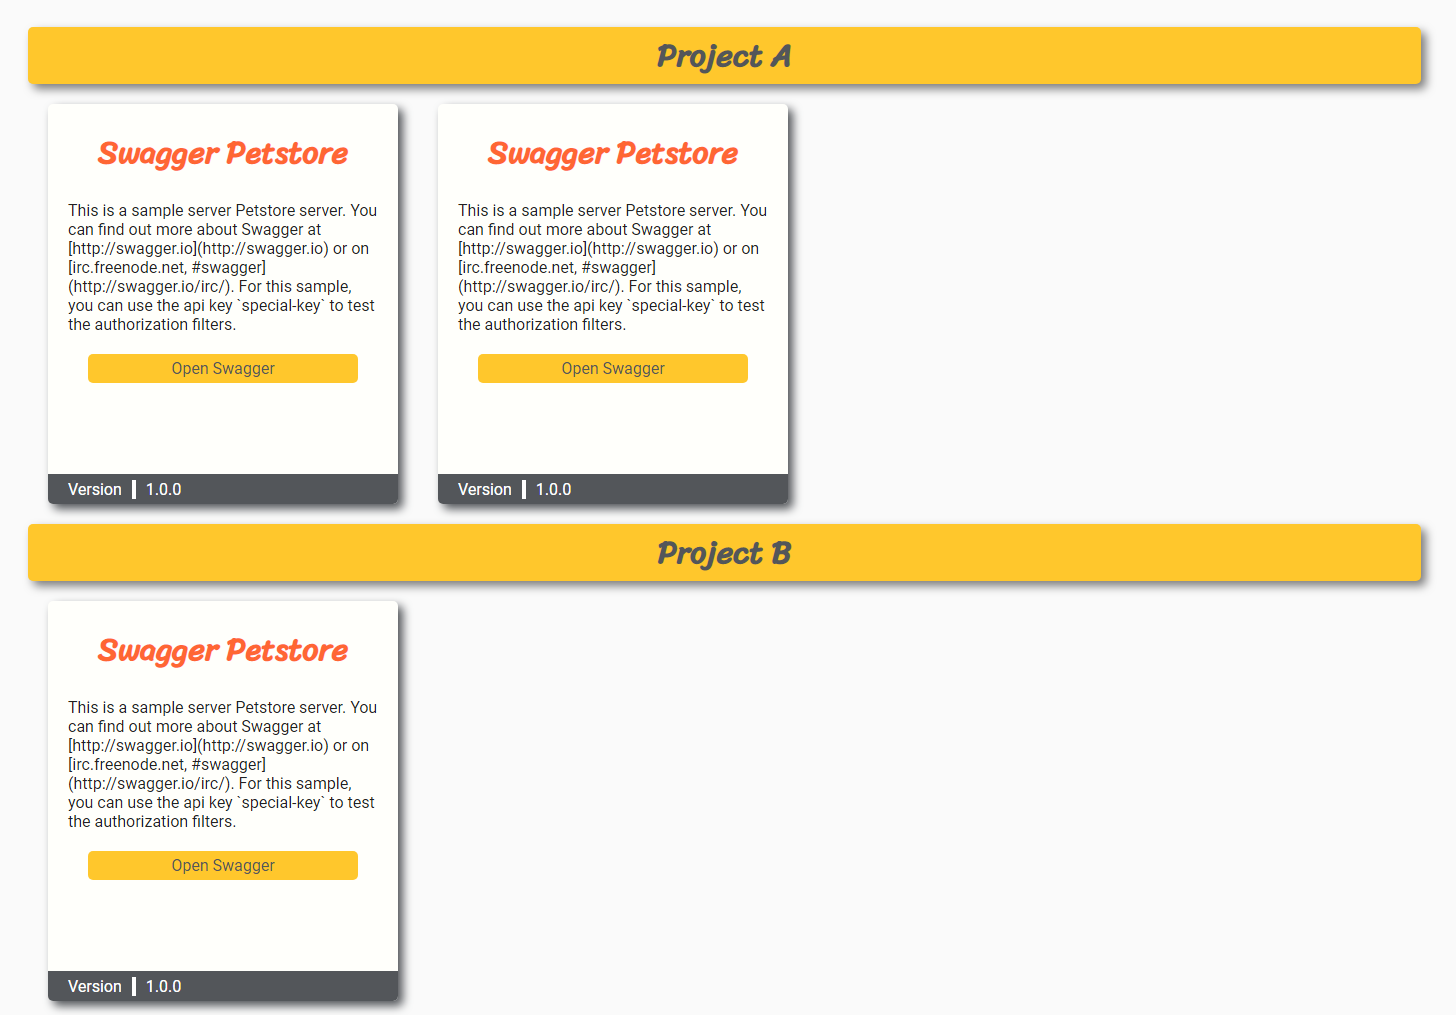 Project A
Swagger Petstore
This is a sample server Petstore server. You
can find out more about Swagger at
[http://swagger.io](http://swagger.io) or on
[irc.freenode.net, #swagger]
(http://swagger.io/irc/). For this sample,
you can use the api key `special-key` to test
the authorization filters.
Open Swagger
Version 1.0.0
Swagger Petstore
This is a sample server Petstore server. You
can find out more about Swagger at
[http://swagger.io](http://swagger.io) or on
[irc.freenode.net, #swagger]
(http://swagger.io/irc/). For this sample,
you can use the api key `special-key` to test
the authorization filters.
Open Swagger
Version 1.0.0
Project B
Swagger Petstore
This is a sample server Petstore server. You
can find out more about Swagger at
[http://swagger.io](http://swagger.io) or on
[irc.freenode.net, #swagger]
(http://swagger.io/irc/). For this sample,
you can use the api key `special-key` to test
the authorization filters.
Open Swagger
Version 1.0.0